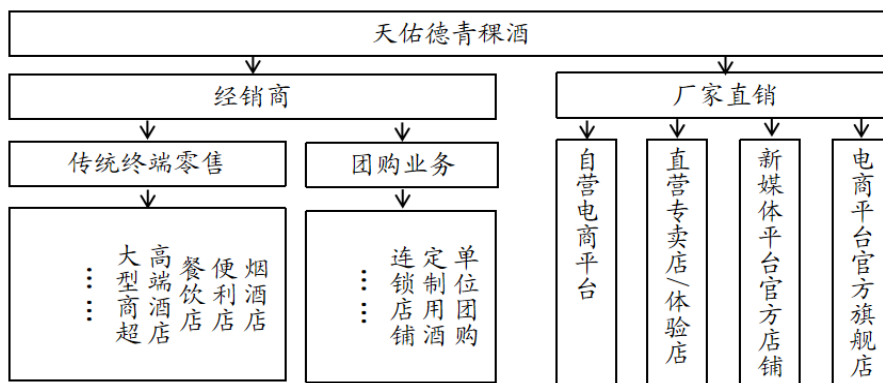 天佑德青稞酒
经销商
厂家直销
传统终端零售
团购业务
自营电商平台
直营专卖店/体验店
新媒体平台官方店铺
电商平台官方旗舰店
烟酒店
便利店
餐饮店
高端酒店
大型商超
……
单位团购
定制用酒
连锁店铺
……